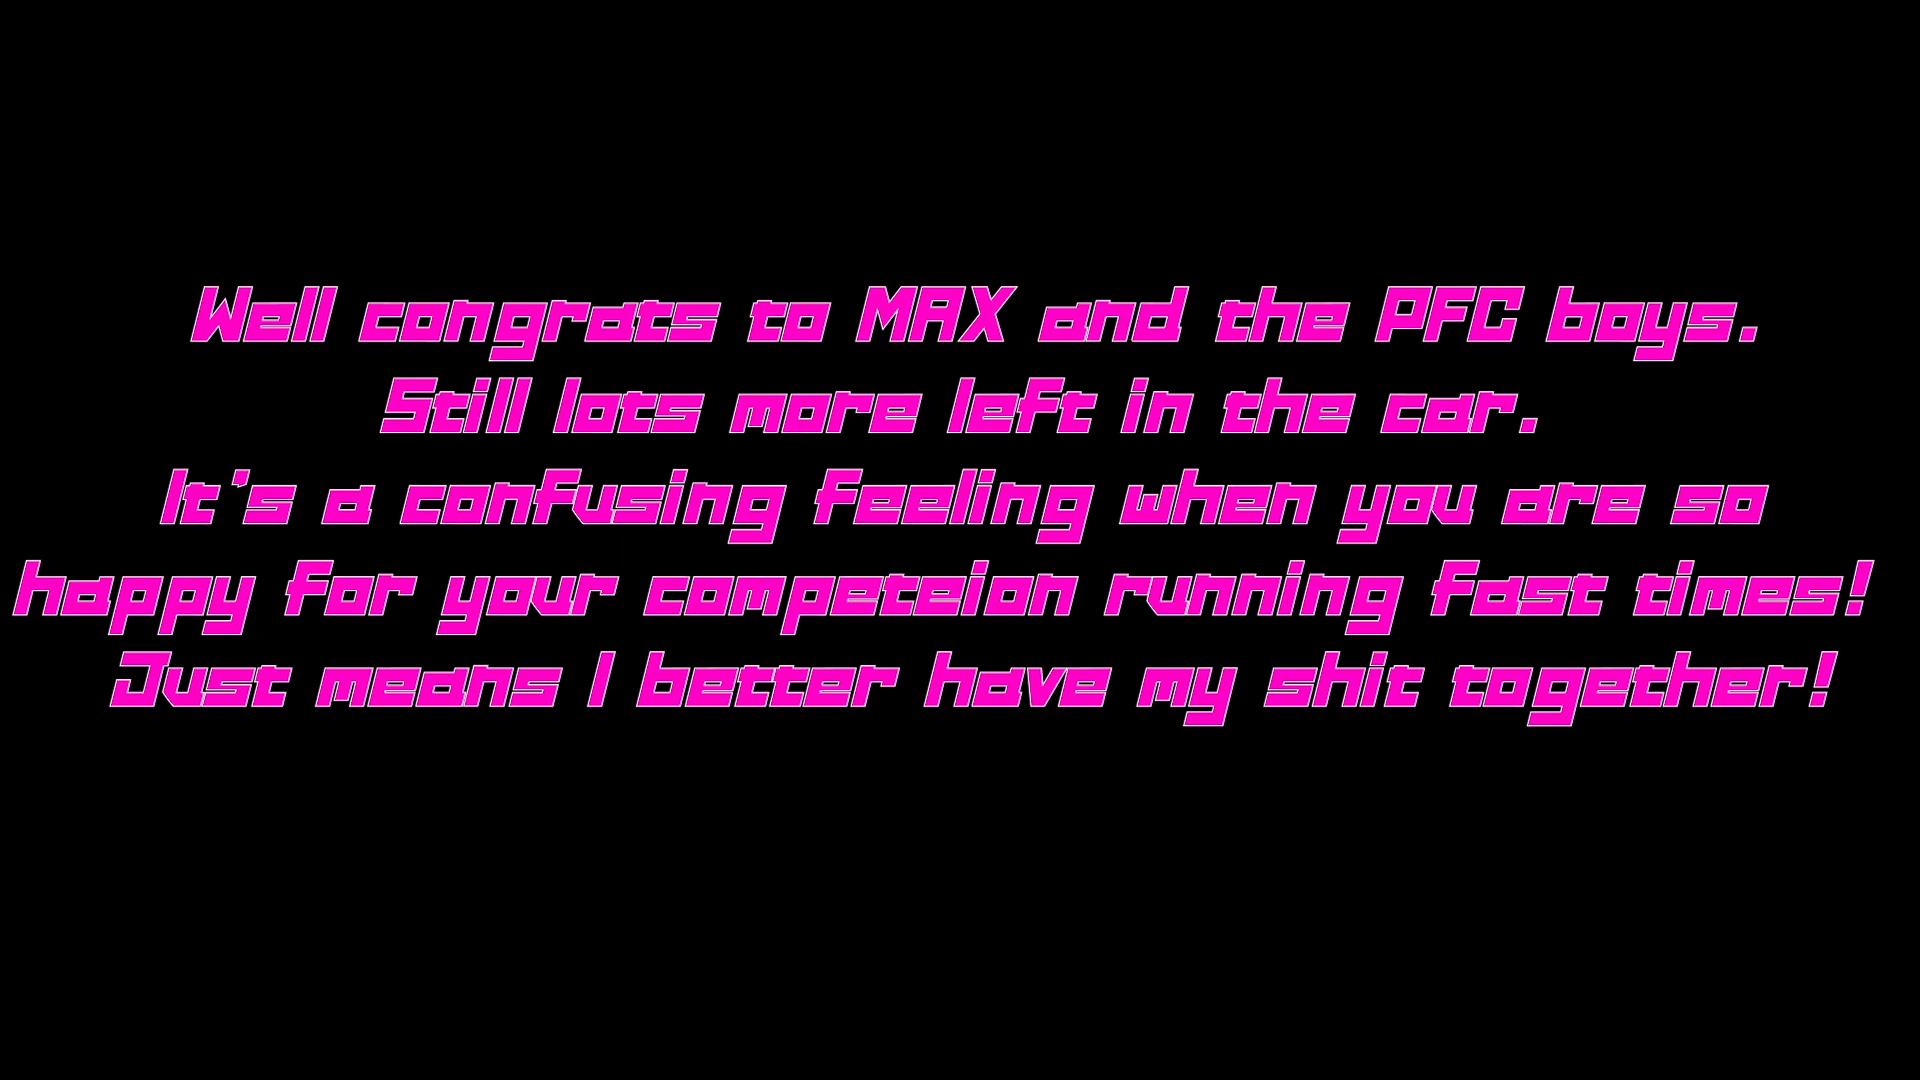 Well congrats to MAX and the PFC boys.
Still lots more left in the car.
It's a confusing feeling when you are so
happy for your competeion running fast times!
Just means I better have my shit together!